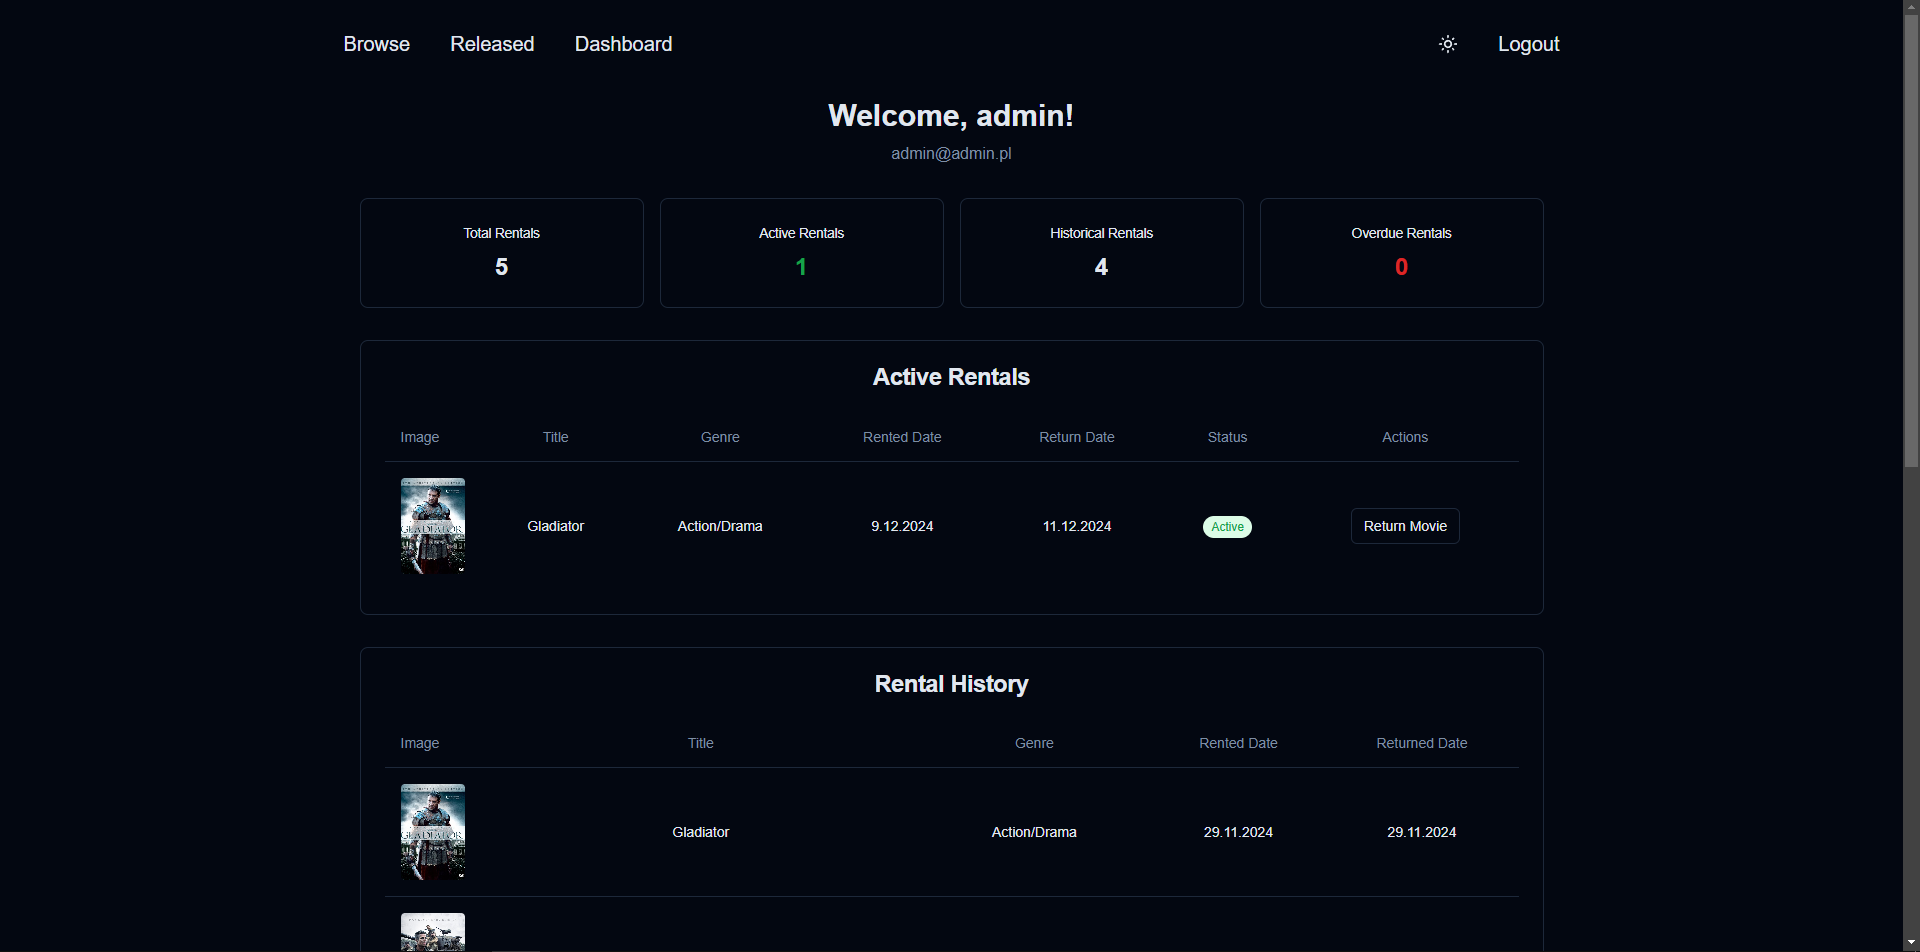 Browse Released Dashboard Logout
Welcome, admin!
admin@admin.pl
Total Rentals Active Rentals Historical Rentals Overdue Rentals
5 1 4 0
Active Rentals
Image Title Genre Rented Date Return Date Status Actions
GLADIATOR
Gladiator Action/Drama 9.12.2024 11.12.2024 Active Return Movie
Rental History
Image Title Genre Rented Date Returned Date
GLADIATOR
Gladiator Action/Drama 29.11.2024 29.11.2024